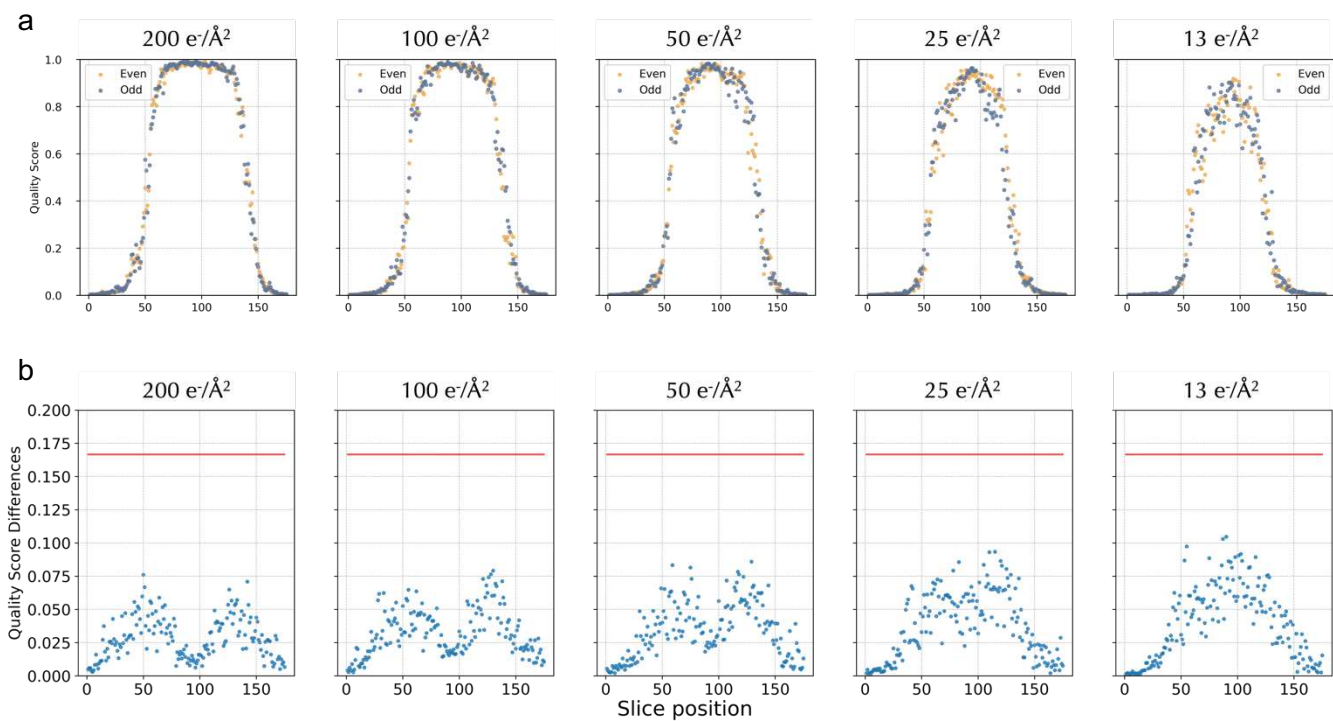 a
200 e⁻/Å²
100 e⁻/Å²
50 e⁻/Å²
25 e⁻/Å²
13 e⁻/Å²
Quality Score
1.0
0.8
0.6
0.4
0.2
0.0
Even
Odd
Even
Odd
Even
Odd
Even
Odd
Even
Odd
0 50 100 150
0 50 100 150
0 50 100 150
0 50 100 150
0 50 100 150
b
200 e⁻/Å²
100 e⁻/Å²
50 e⁻/Å²
25 e⁻/Å²
13 e⁻/Å²
Quality Score Differences
0.200
0.175
0.150
0.125
0.100
0.075
0.050
0.025
0.000
0 50 100 150
0 50 100 150
0 50 100 150
0 50 100 150
0 50 100 150
Slice position